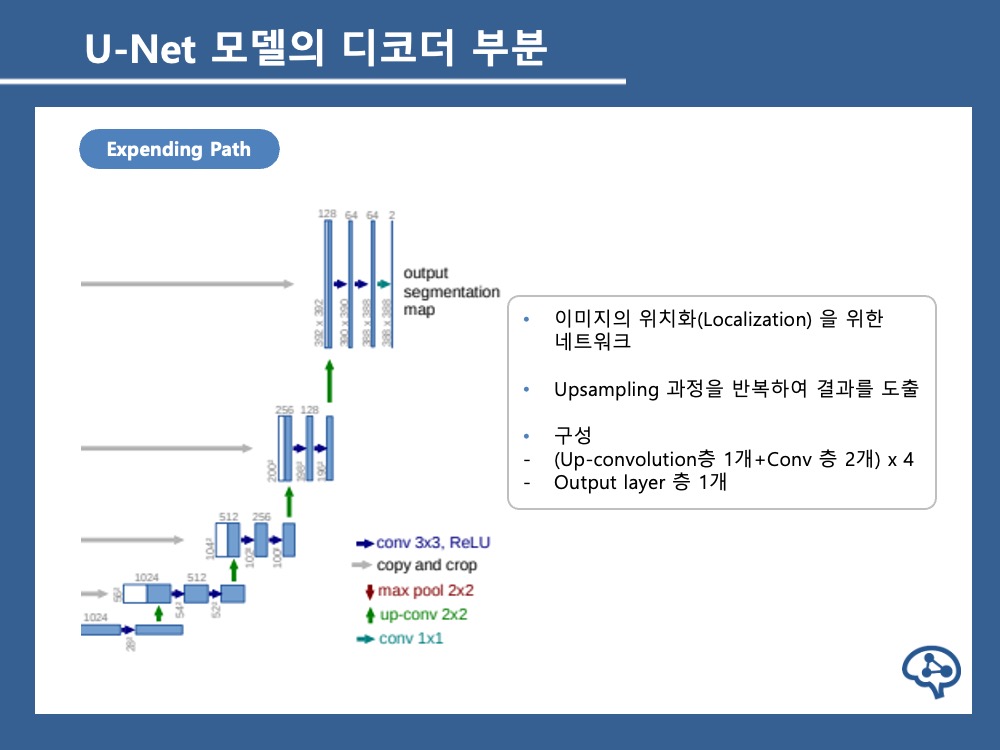 U-Net 모델의 디코더 부분
Expending Path
128 64 64 2
392 x 392
390 x 390
388 x 388
388 x 388
output
segmentation
map
이미지의 위치화(Localization) 을 위한
네트워크
Upsampling 과정을 반복하여 결과를 도출
구성
- (Up-convolution층 1개+Conv 층 2개) x 4
- Output layer 층 1개
256 128
200²
198²
196²
512 256
104²
102²
100²
1024 512
56²
54²
52²
1024
28²
conv 3x3, ReLU
copy and crop
max pool 2x2
up-conv 2x2
conv 1x1